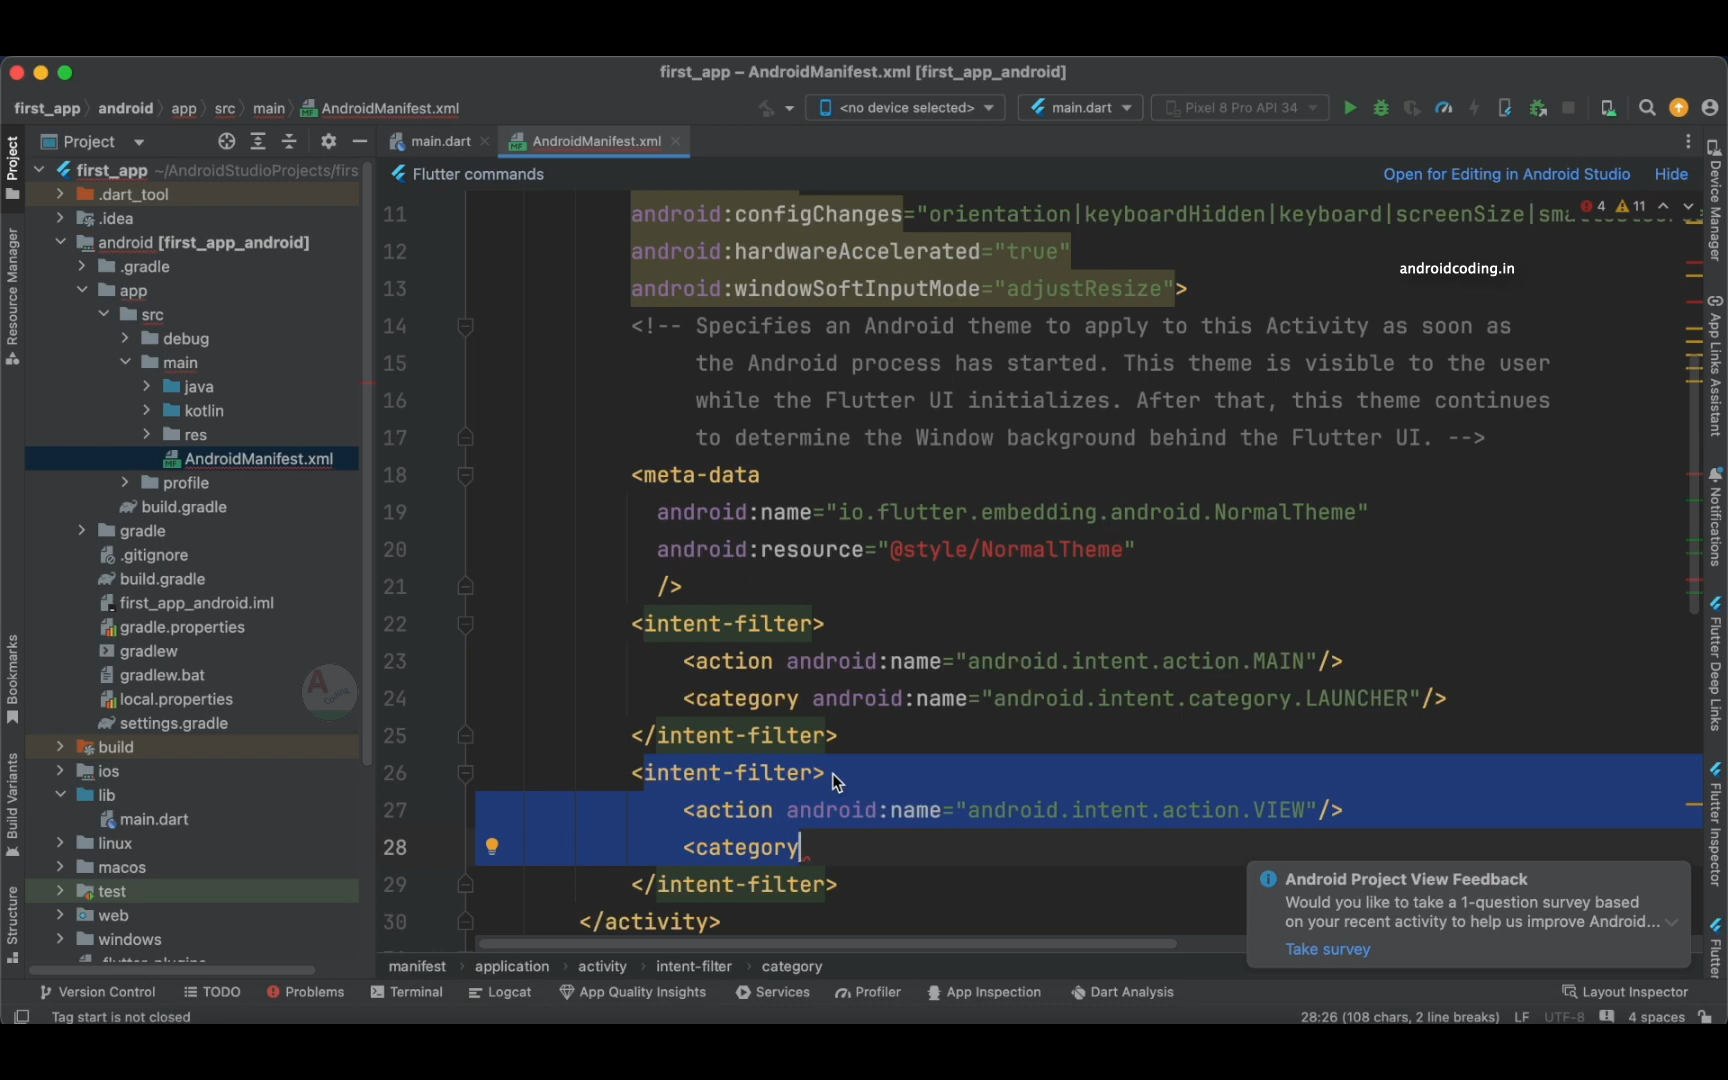 first_app – AndroidManifest.xml [first_app_android]
first_app android app src main AndroidManifest.xml
<no device selected> main.dart Pixel 8 Pro API 34
Project main.dart AndroidManifest.xml
first_app ~/AndroidStudioProjects/firs
Flutter commands Open for Editing in Android Studio Hide
.dart_tool
.idea
android [first_app_android]
.gradle
app
src
debug
main
java
kotlin
res
AndroidManifest.xml
profile
build.gradle
gradle
.gitignore
build.gradle
first_app_android.iml
gradle.properties
gradlew
gradlew.bat
local.properties
settings.gradle
build
ios
lib
main.dart
linux
macos
test
web
windows
A Coding
4 11
11 android:configChanges="orientation|keyboardHidden|keyboard|screenSize|sma
12 android:hardwareAccelerated="true"
androidcoding.in
13 android:windowSoftInputMode="adjustResize">
14 <!-- Specifies an Android theme to apply to this Activity as soon as
15 the Android process has started. This theme is visible to the user
16 while the Flutter UI initializes. After that, this theme continues
17 to determine the Window background behind the Flutter UI. -->
18 <meta-data
19 android:name="io.flutter.embedding.android.NormalTheme"
20 android:resource="@style/NormalTheme"
21 />
22 <intent-filter>
23 <action android:name="android.intent.action.MAIN"/>
24 <category android:name="android.intent.category.LAUNCHER"/>
25 </intent-filter>
26 <intent-filter>
27 <action android:name="android.intent.action.VIEW"/>
28 <category
29 </intent-filter>
30 </activity>
Android Project View Feedback
Would you like to take a 1-question survey based
on your recent activity to help us improve Android...
Take survey
manifest application activity intent-filter category
Version Control TODO Problems Terminal Logcat App Quality Insights Services Profiler App Inspection Dart Analysis Layout Inspector
Tag start is not closed 28:26 (108 chars, 2 line breaks) LF UTF-8 4 spaces
Project
Resource Manager
Bookmarks
Build Variants
Structure
Device Manager
App Links Assistant
Notifications
Flutter Deep Links
Flutter Inspector
Flutter